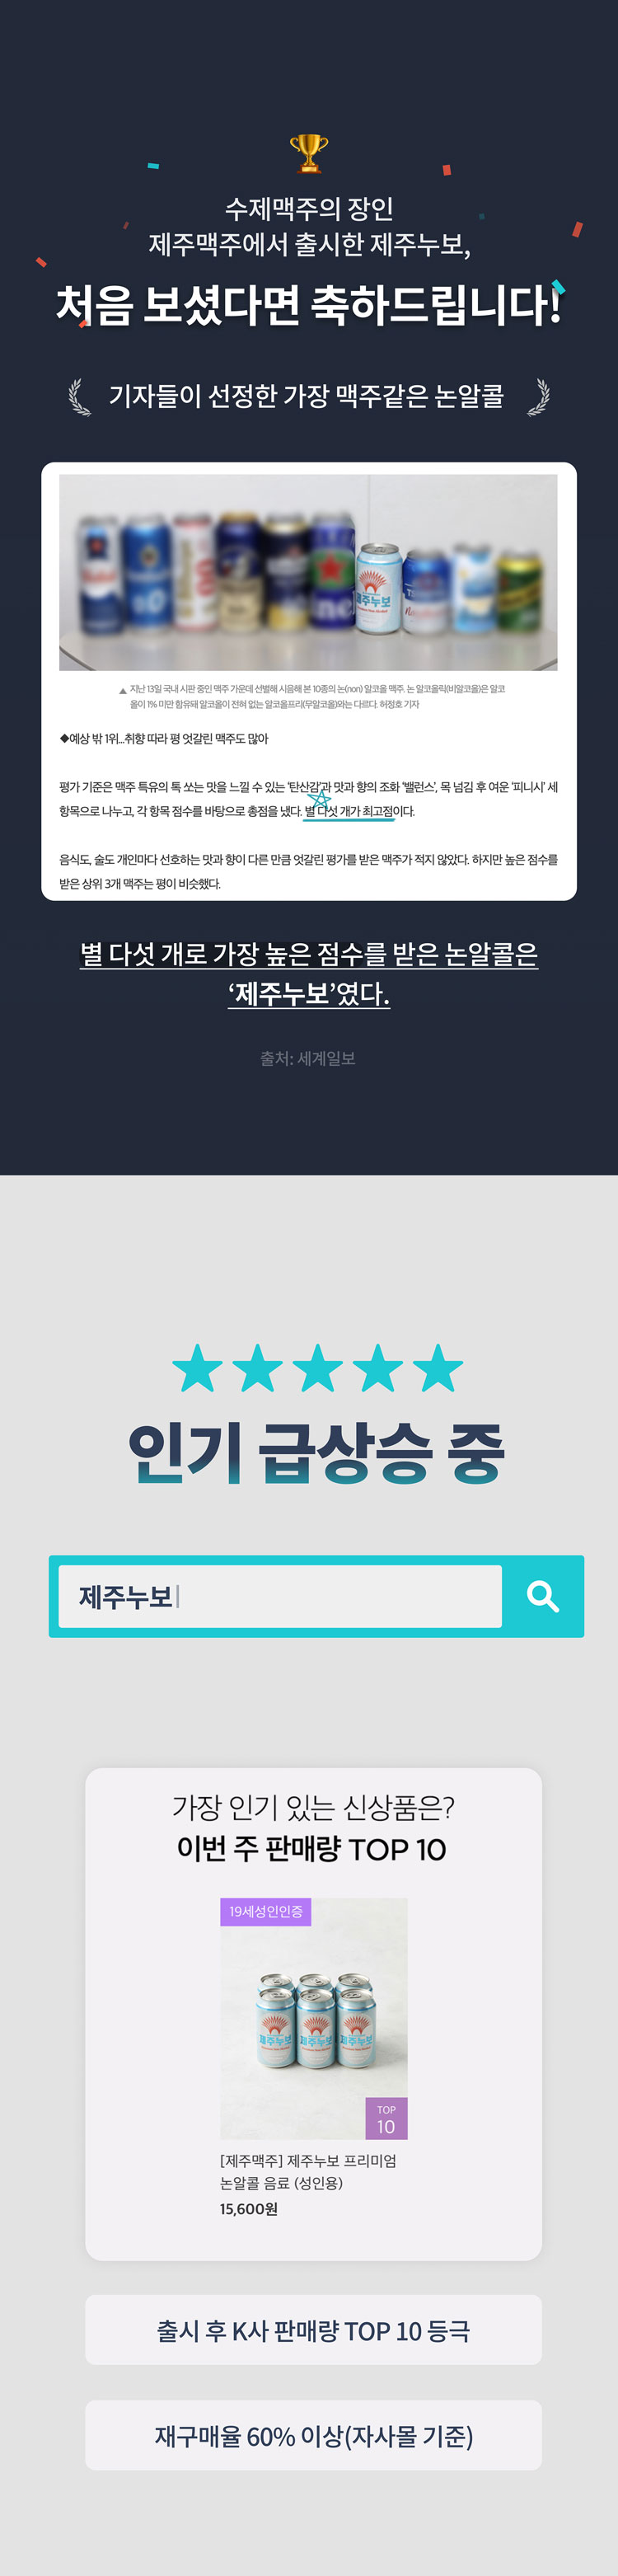 수제맥주의 장인
제주맥주에서 출시한 제주누보,
처음 보셨다면 축하드립니다!
기자들이 선정한 가장 맥주같은 논알콜
제주누보
▲ 지난 13일 국내 시판 중인 맥주 가운데 선별해 시음해 본 10종의 논(non) 알코올 맥주. 논 알코올릭(비알코올)은 알코
올이 1% 미만 함유돼 알코올이 전혀 없는 알코올프리(무알코올)와는 다르다. 허정호 기자
◆예상 밖 1위...취향 따라 평 엇갈린 맥주도 많아
평가 기준은 맥주 특유의 톡 쏘는 맛을 느낄 수 있는 '탄산감'과 맛과 향의 조화 '밸런스', 목 넘김 후 여운 '피니시' 세
항목으로 나누고, 각 항목 점수를 바탕으로 총점을 냈다. 별 다섯 개가 최고점이다.
음식도, 술도 개인마다 선호하는 맛과 향이 다른 만큼 엇갈린 평가를 받은 맥주가 적지 않았다. 하지만 높은 점수를
받은 상위 3개 맥주는 평이 비슷했다.
별 다섯 개로 가장 높은 점수를 받은 논알콜은
‘제주누보’였다.
출처: 세계일보
인기 급상승 중
제주누보
가장 인기 있는 신상품은?
이번 주 판매량 TOP 10
19세성인인증
제주누보 제주누보 제주누보
TOP
10
[제주맥주] 제주누보 프리미엄
논알콜 음료 (성인용)
15,600원
출시 후 K사 판매량 TOP 10 등극
재구매율 60% 이상(자사몰 기준)